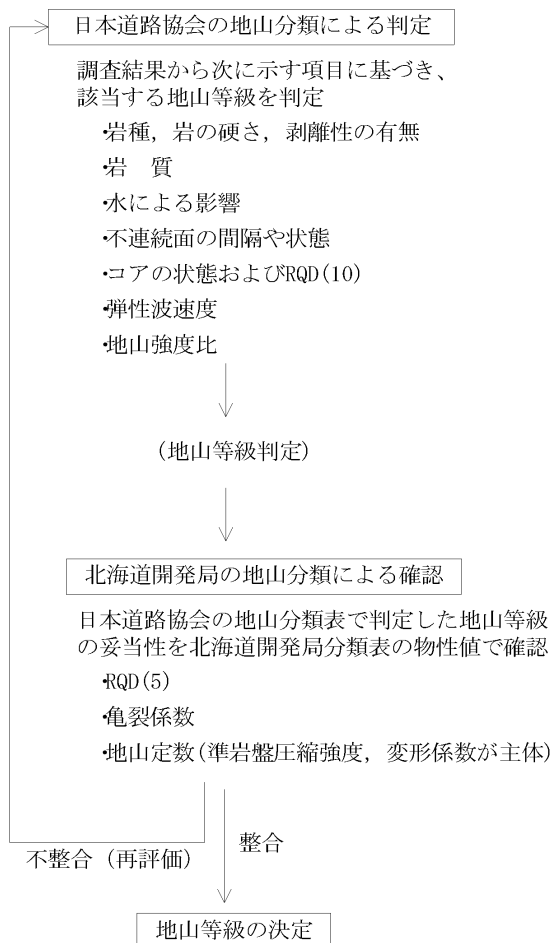 日本道路協会の地山分類による判定
調査結果から次に示す項目に基づき、
該当する地山等級を判定
・岩種，岩の硬さ，剥離性の有無
・岩　質
・水による影響
・不連続面の間隔や状態
・コアの状態およびRQD(10)
・弾性波速度
・地山強度比
（地山等級判定）
北海道開発局の地山分類による確認
日本道路協会の地山分類表で判定した地山等級
の妥当性を北海道開発局分類表の物性値で確認
・RQD(5)
・亀裂係数
・地山定数(準岩盤圧縮強度，変形係数が主体)
整合
不整合（再評価）
地山等級の決定